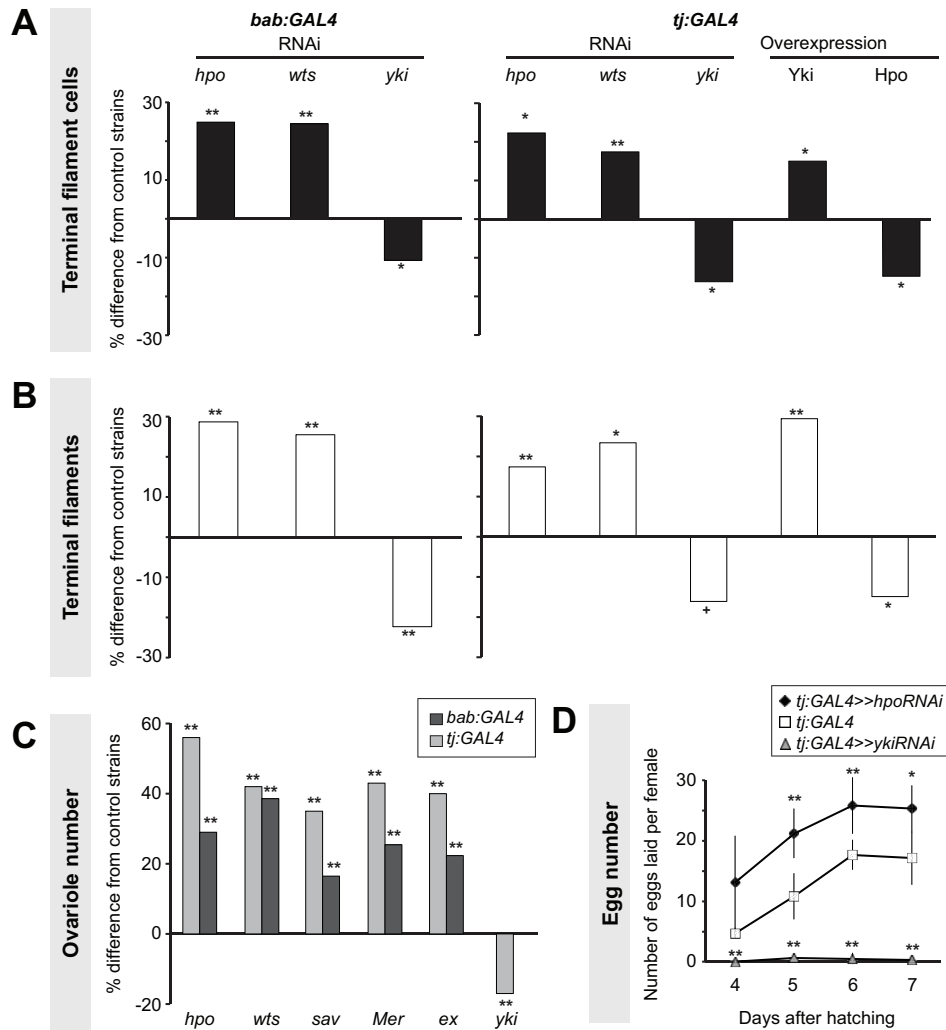 A
bab:GAL4
tj:GAL4
RNAi
RNAi
Overexpression
hpo wts yki
hpo wts yki
Yki Hpo
Terminal filament cells
% difference from control strains
30
10
-10
-30
** ** *
* ** * * *
B
Terminal filaments
% difference from control strains
30
10
-10
-30
** ** **
** * + ** *
C
Ovariole number
% difference from control strains
60
40
20
0
-20
bab:GAL4
tj:GAL4
** ** ** ** ** ** ** ** ** ** **
hpo wts sav Mer ex yki
D
Egg number
Number of eggs laid per female
tj:GAL4>>hpoRNAi
tj:GAL4
tj:GAL4>>ykiRNAi
30
20
10
0
** ** *
** ** ** **
4 5 6 7
Days after hatching